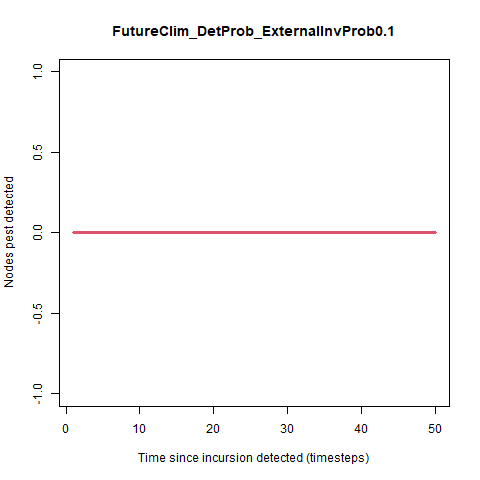 FutureClim_DetProb_ExternalInvProb0.1
Nodes pest detected
1.0
0.5
0.0
-0.5
-1.0
0 10 20 30 40 50
Time since incursion detected (timesteps)